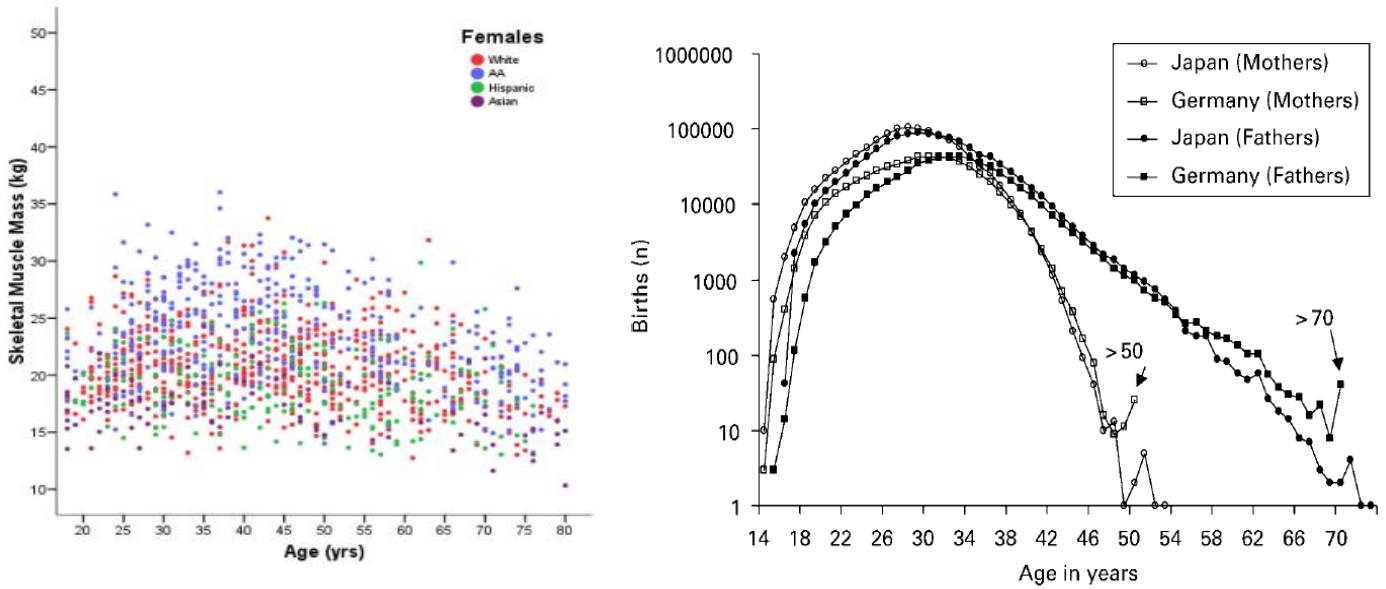 50
45
40
35
30
25
20
15
10
Skeletal Muscle Mass (kg)
Females
White
AA
Hispanic
Asian
20 25 30 35 40 45 50 55 60 65 70 75 80
Age (yrs)
1000000
100000
10000
1000
100
10
1
Births (n)
Japan (Mothers)
Germany (Mothers)
Japan (Fathers)
Germany (Fathers)
>50
>70
14 18 22 26 30 34 38 42 46 50 54 58 62 66 70
Age in years